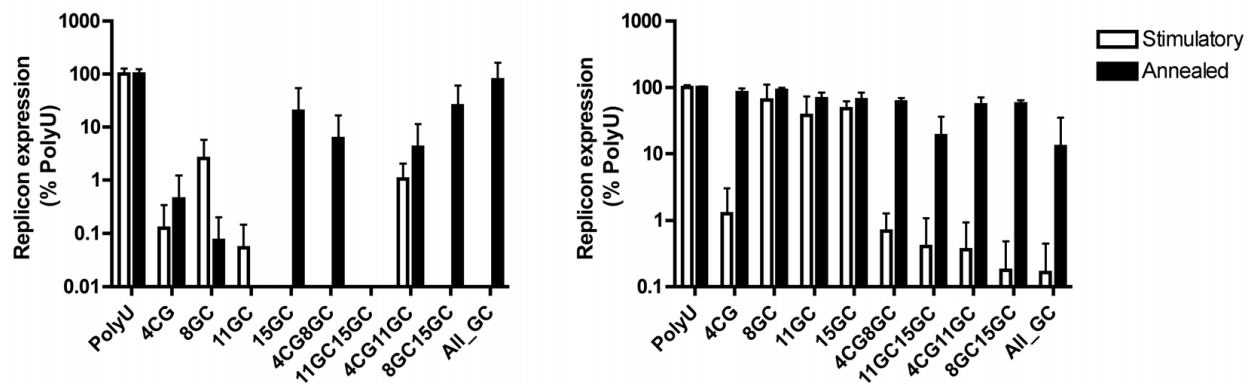 Replicon expression
(% PolyU)
1000
100
10
1
0.1
0.01
PolyU
4CG
8GC
11GC
15GC
4CG8GC
11GC15GC
4CG11GC
8GC15GC
All_GC
Replicon expression
(% PolyU)
1000
100
10
1
0.1
PolyU
4CG
8GC
11GC
15GC
4CG8GC
11GC15GC
4CG11GC
8GC15GC
All_GC
Stimulatory
Annealed